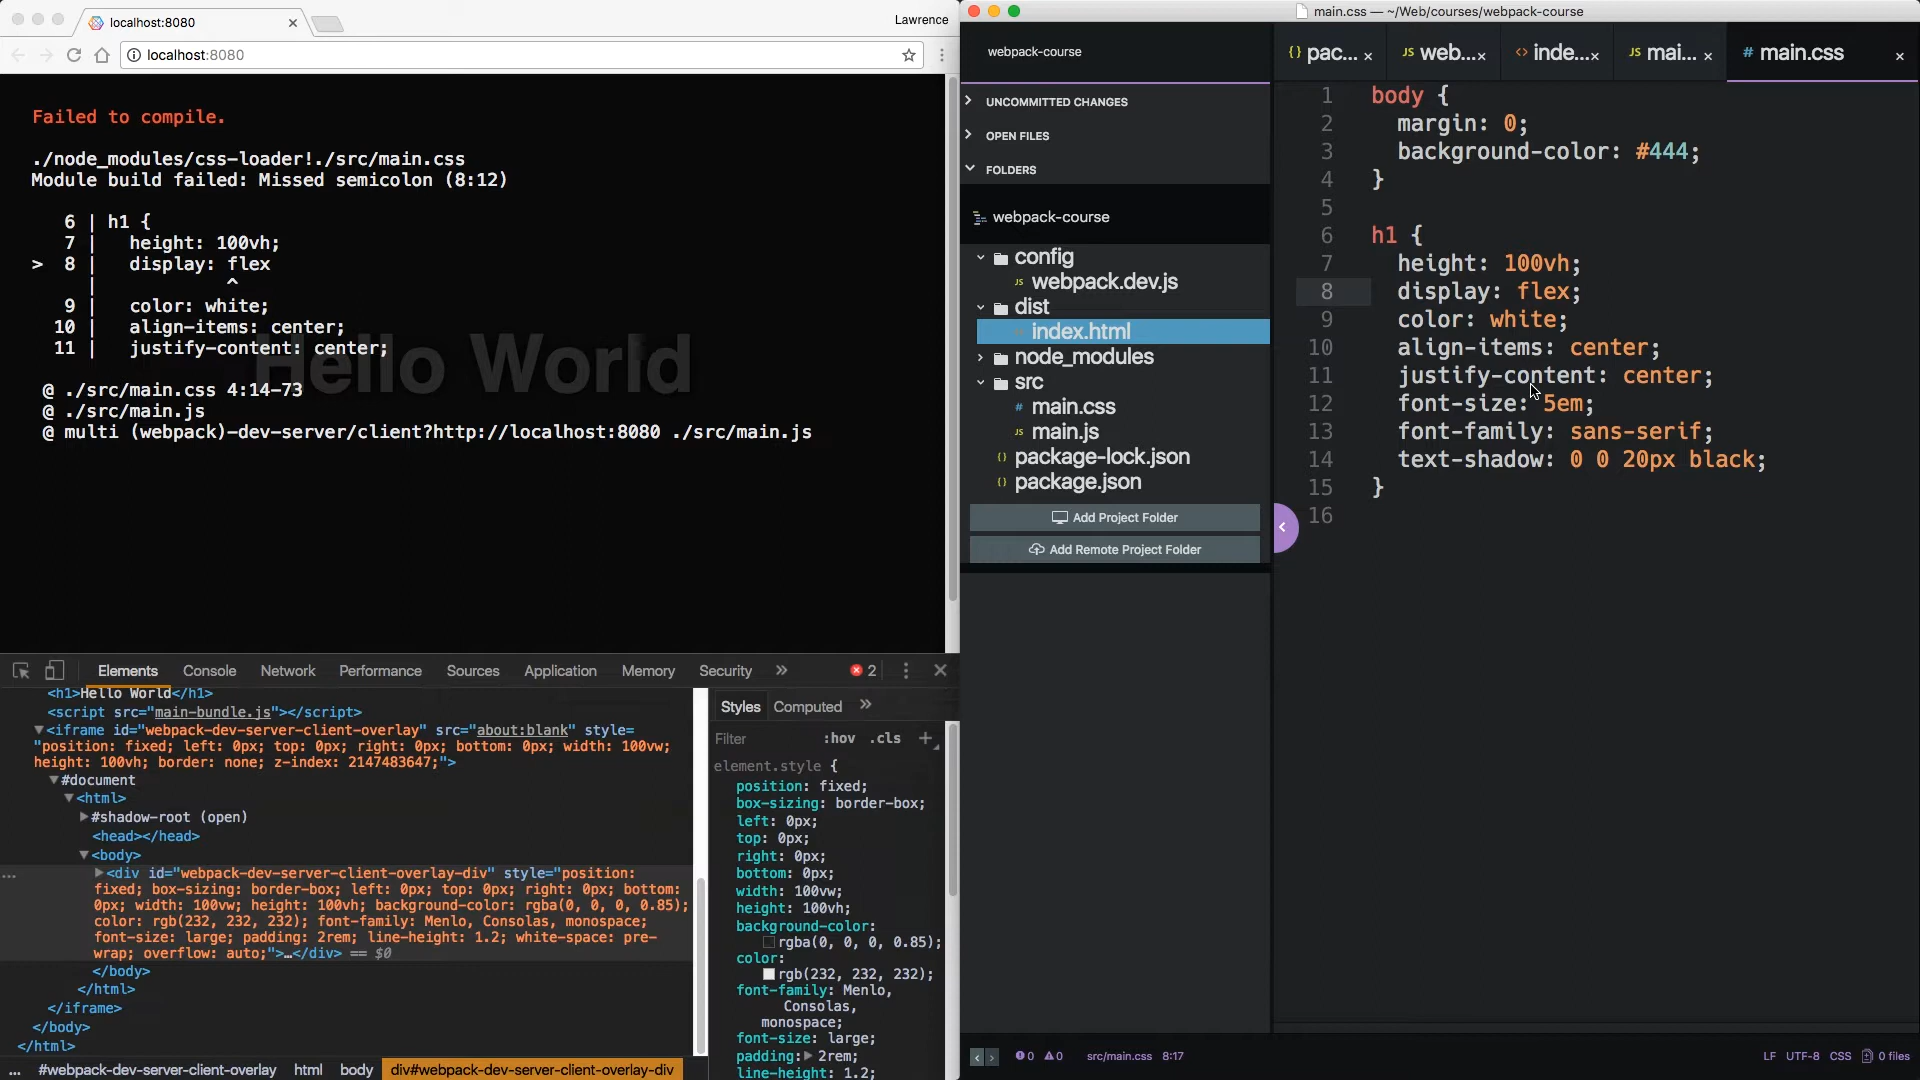 localhost:8080
Lawrence
localhost:8080
Failed to compile.
./node_modules/css-loader!./src/main.css
Module build failed: Missed semicolon (8:12)
6 | h1 {
7 |   height: 100vh;
> 8 |   display: flex
|            ^
9 |   color: white;
10 |   align-items: center;
11 |   justify-content: center;
Hello World
@ ./src/main.css 4:14-73
@ ./src/main.js
@ multi (webpack)-dev-server/client?http://localhost:8080 ./src/main.js
Elements Console Network Performance Sources Application Memory Security » 2
<h1>Hello World</h1>
<script src="main-bundle.js"></script>
<iframe id="webpack-dev-server-client-overlay" src="about:blank" style=
"position: fixed; left: 0px; top: 0px; right: 0px; bottom: 0px; width: 100vw;
height: 100vh; border: none; z-index: 2147483647;">
#document
<html>
#shadow-root (open)
<head></head>
<body>
<div id="webpack-dev-server-client-overlay-div" style="position:
fixed; box-sizing: border-box; left: 0px; top: 0px; right: 0px; bottom:
0px; width: 100vw; height: 100vh; background-color: rgba(0, 0, 0, 0.85);
color: rgb(232, 232, 232); font-family: Menlo, Consolas, monospace;
font-size: large; padding: 2rem; line-height: 1.2; white-space: pre-
wrap; overflow: auto;">…</div> == $0
</body>
</html>
</iframe>
</body>
</html>
... #webpack-dev-server-client-overlay html body div#webpack-dev-server-client-overlay-div
Styles Computed »
Filter :hov .cls +
element.style {
position: fixed;
box-sizing: border-box;
left: 0px;
top: 0px;
right: 0px;
bottom: 0px;
width: 100vw;
height: 100vh;
background-color:
rgba(0, 0, 0, 0.85);
color:
rgb(232, 232, 232);
font-family: Menlo,
Consolas,
monospace;
font-size: large;
padding: 2rem;
line-height: 1.2;
main.css — ~/Web/courses/webpack-course
webpack-course
UNCOMMITTED CHANGES
OPEN FILES
FOLDERS
webpack-course
config
JS webpack.dev.js
dist
index.html
node_modules
src
# main.css
JS main.js
{} package-lock.json
{} package.json
Add Project Folder
Add Remote Project Folder
{} pac... × JS web... × <> inde... × JS mai... × # main.css ×
1 body {
2   margin: 0;
3   background-color: #444;
4 }
5
6 h1 {
7   height: 100vh;
8   display: flex;
9   color: white;
10   align-items: center;
11   justify-content: center;
12   font-size: 5em;
13   font-family: sans-serif;
14   text-shadow: 0 0 20px black;
15 }
16
0 0 src/main.css 8:17
LF UTF-8 CSS 0 files